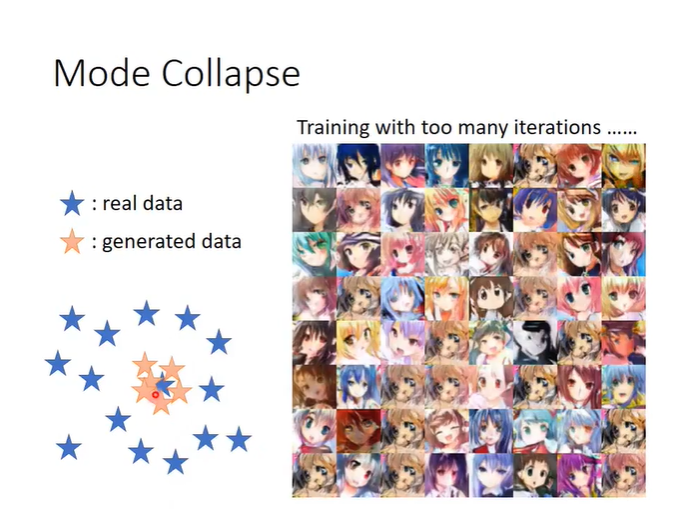 Mode Collapse
Training with too many iterations ……
: real data
: generated data